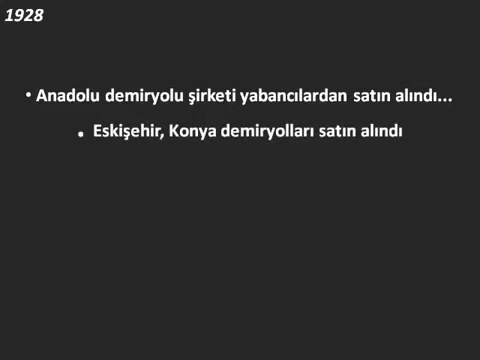 1928
• Anadolu demiryolu şirketi yabancılardan satın alındı...
• Eskişehir, Konya demiryolları satın alındı